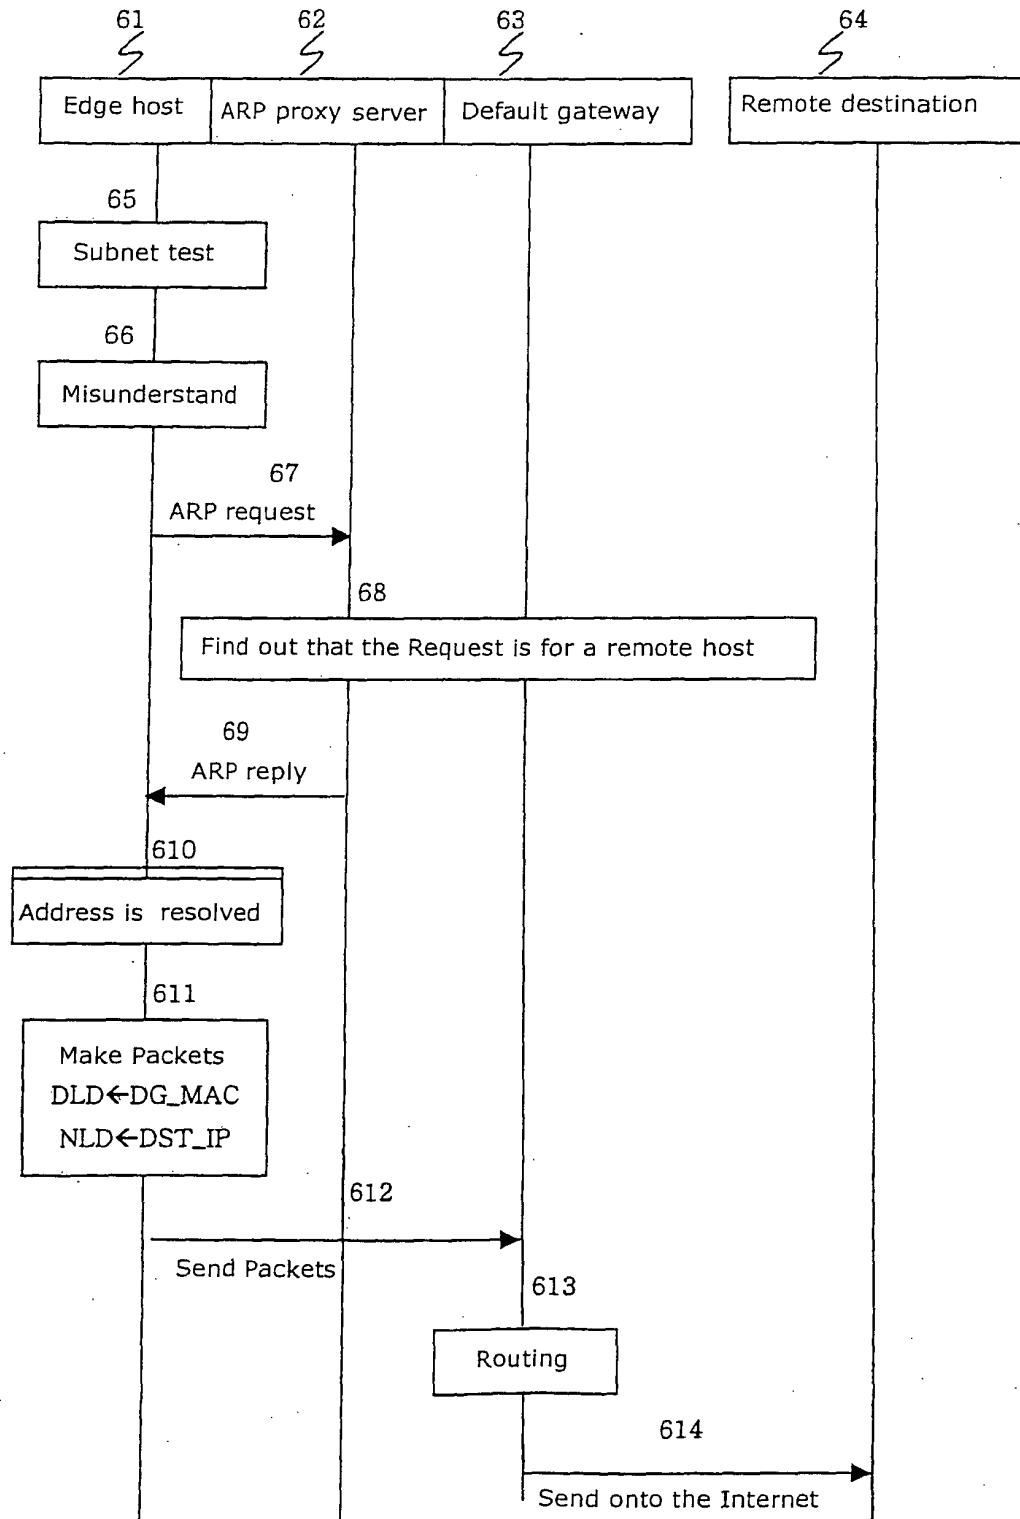 61
62
63
64
Edge host
ARP proxy server
Default gateway
Remote destination
65
Subnet test
66
Misunderstand
67
ARP request
68
Find out that the Request is for a remote host
69
ARP reply
610
Address is resolved
611
Make Packets
DLD←DG_MAC
NLD←DST_IP
612
Send Packets
613
Routing
614
Send onto the Internet